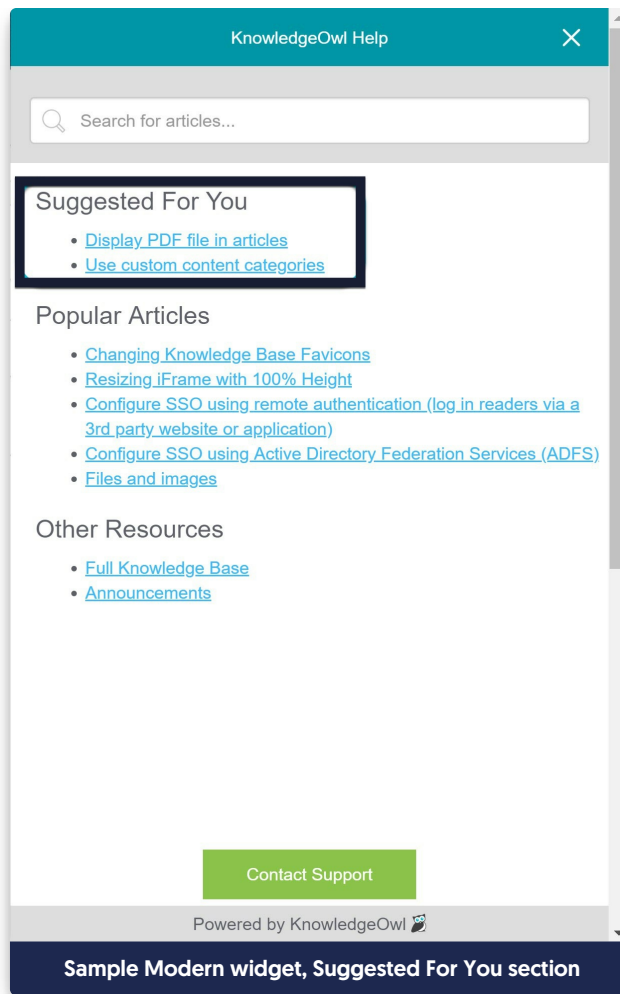 KnowledgeOwl Help
Search for articles...
Suggested For You
Display PDF file in articles
Use custom content categories
Popular Articles
Changing Knowledge Base Favicons
Resizing iFrame with 100% Height
Configure SSO using remote authentication (log in readers via a
3rd party website or application)
Configure SSO using Active Directory Federation Services (ADFS)
Files and images
Other Resources
Full Knowledge Base
Announcements
Contact Support
Powered by KnowledgeOwl
Sample Modern widget, Suggested For You section